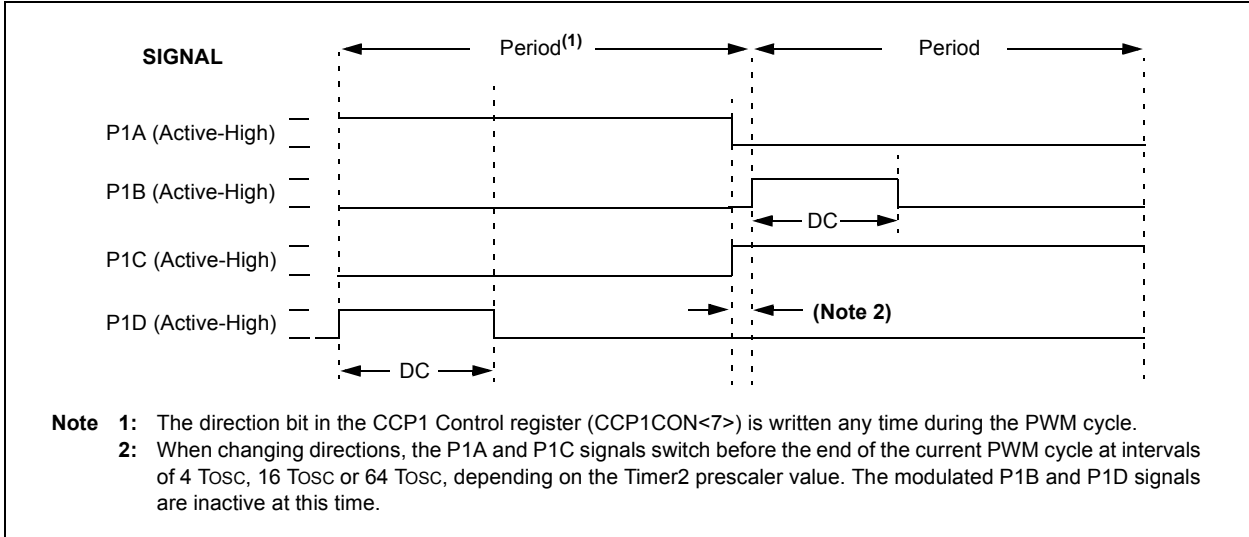 SIGNAL
Period(1)
Period
P1A (Active-High)
P1B (Active-High)
DC
P1C (Active-High)
P1D (Active-High)
(Note 2)
DC
Note 1: The direction bit in the CCP1 Control register (CCP1CON<7>) is written any time during the PWM cycle.
2: When changing directions, the P1A and P1C signals switch before the end of the current PWM cycle at intervals
of 4 TOSC, 16 TOSC or 64 TOSC, depending on the Timer2 prescaler value. The modulated P1B and P1D signals
are inactive at this time.